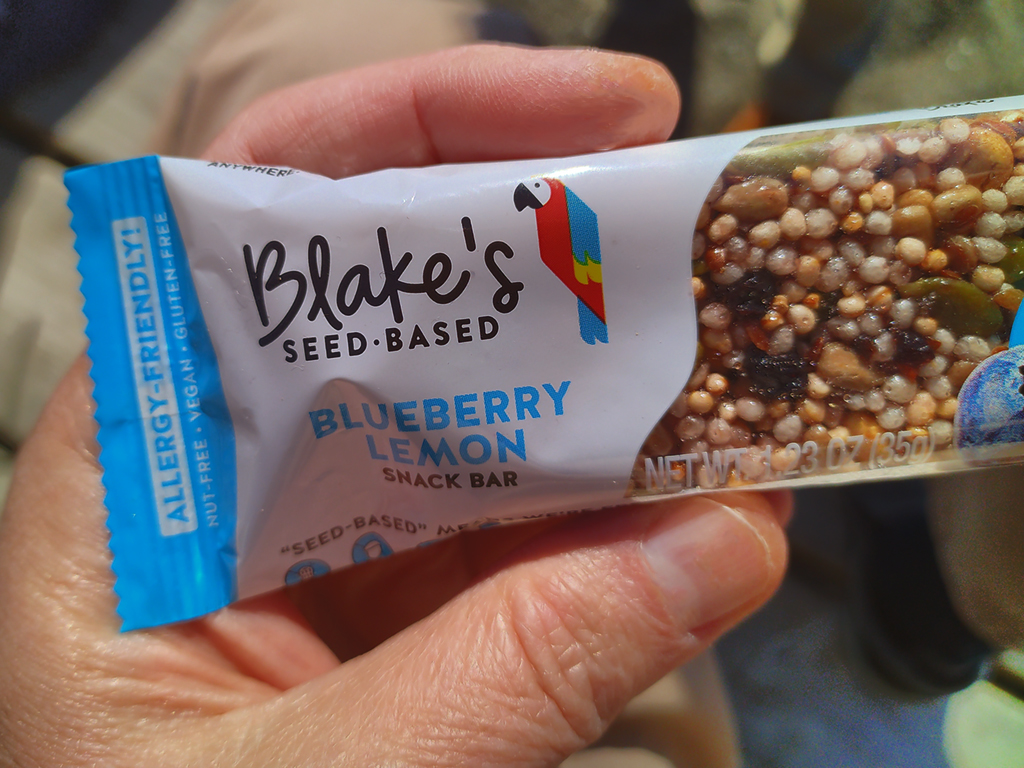 ALLERGY-FRIENDLY!
NUT-FREE • VEGAN • GLUTEN-FREE
ANYWHERE
Blake's
SEED·BASED
BLUEBERRY
LEMON
SNACK BAR
NET WT. 1.23 OZ (35g)
"SEED-BASED"